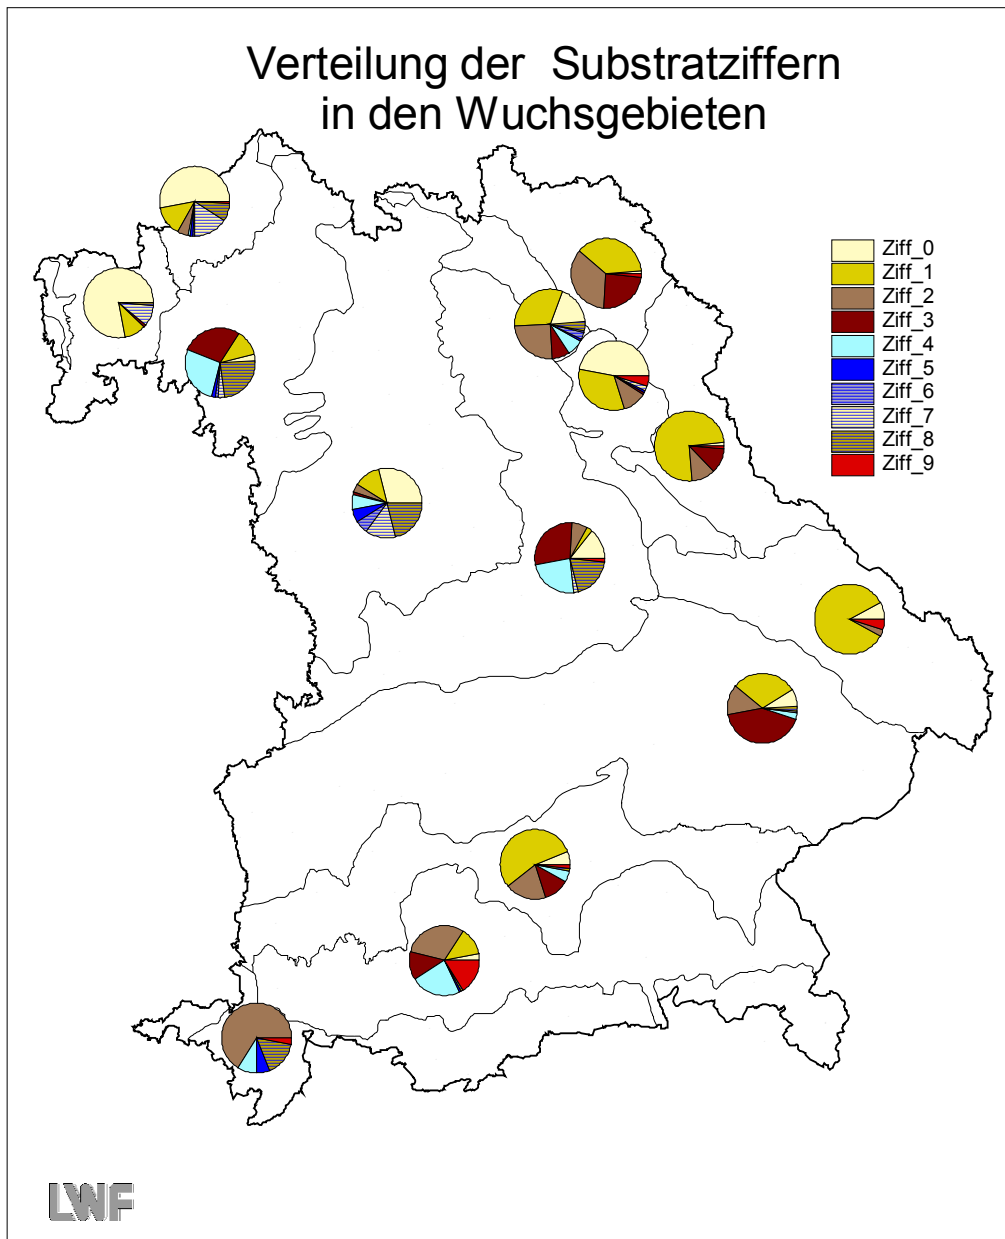 Verteilung der Substratziffern
in den Wuchsgebieten
Ziff_0
Ziff_1
Ziff_2
Ziff_3
Ziff_4
Ziff_5
Ziff_6
Ziff_7
Ziff_8
Ziff_9
LWF